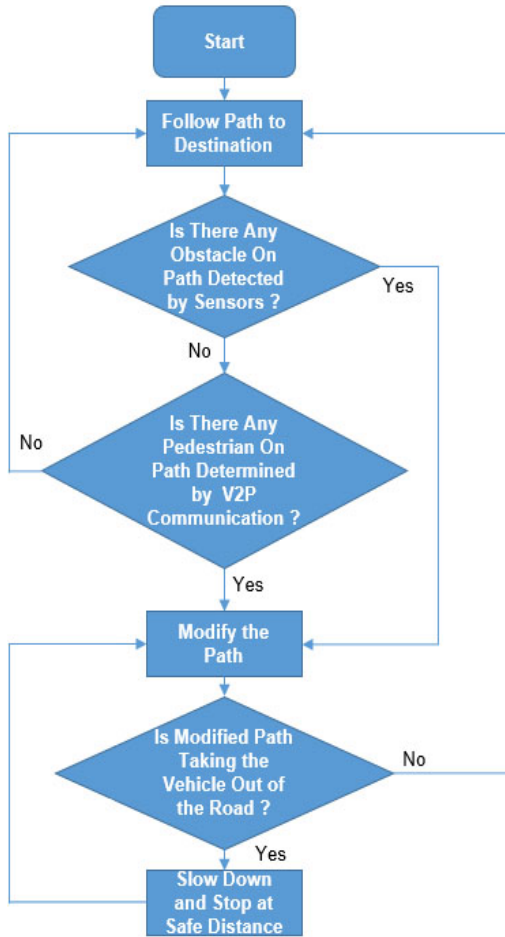 Start
Follow Path to
Destination
Is There Any
Obstacle On
Path Detected
by Sensors ?
Yes
No
Is There Any
Pedestrian On
Path Determined
by V2P
Communication ?
No
Yes
Modify the
Path
Is Modified Path
Taking the
Vehicle Out of
the Road ?
No
Yes
Slow Down
and Stop at
Safe Distance